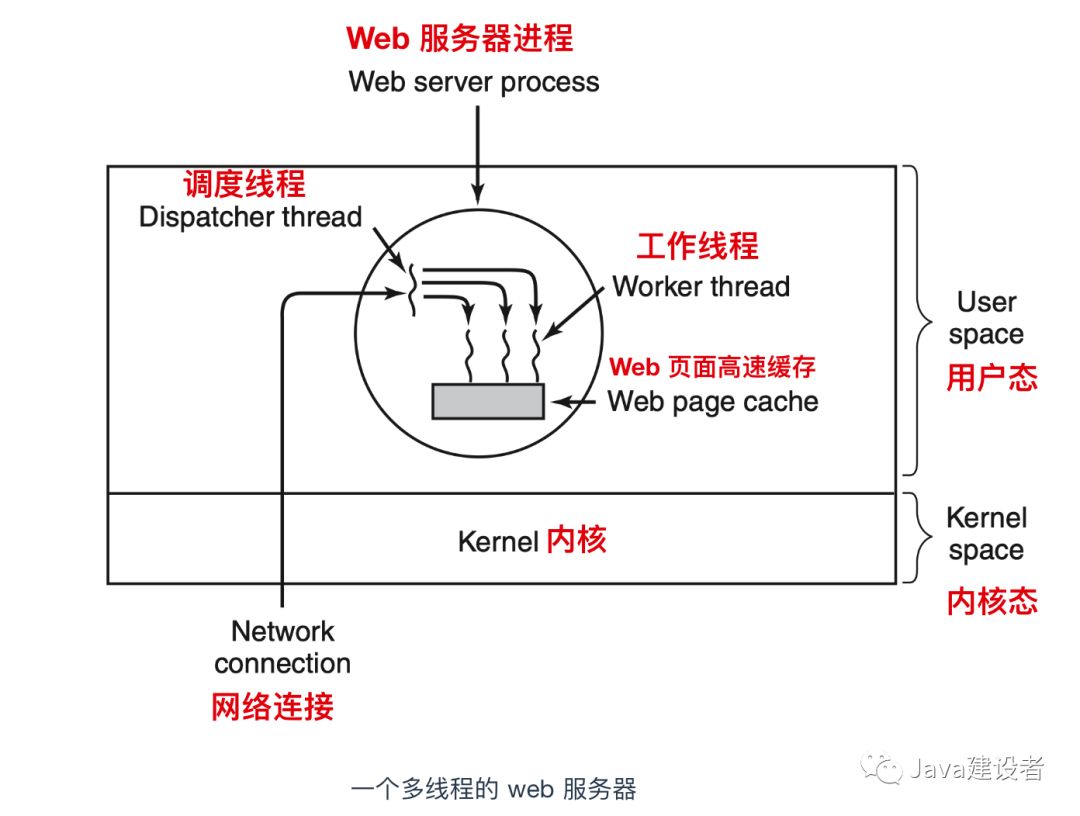 Web 服务器进程
Web server process
调度线程
Dispatcher thread
工作线程
Worker thread
Web 页面高速缓存
Web page cache
User
space
用户态
Kernel 内核
Kernel
space
内核态
Network
connection
网络连接
一个多线程的 web 服务器
Java建设者